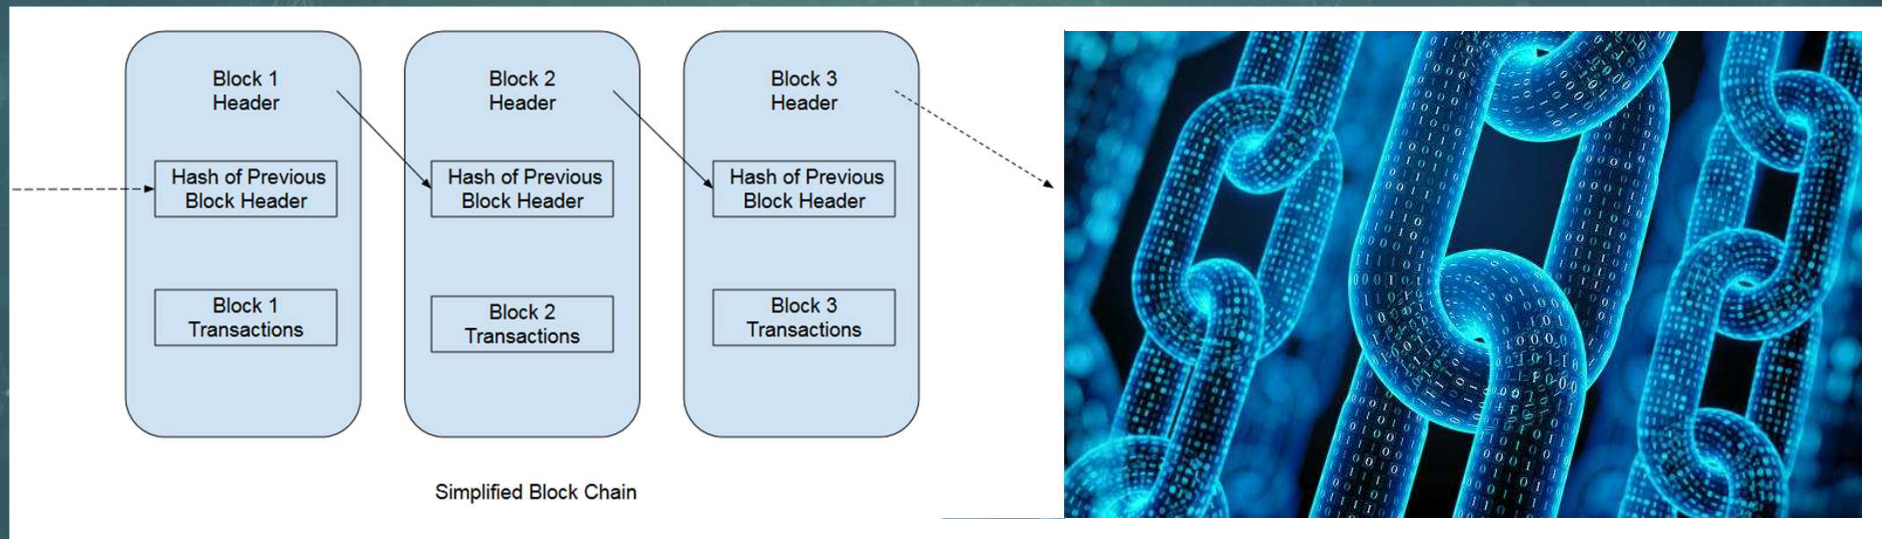 Block 1
Header
Hash of Previous
Block Header
Block 1
Transactions
Block 2
Header
Hash of Previous
Block Header
Block 2
Transactions
Block 3
Header
Hash of Previous
Block Header
Block 3
Transactions
Simplified Block Chain